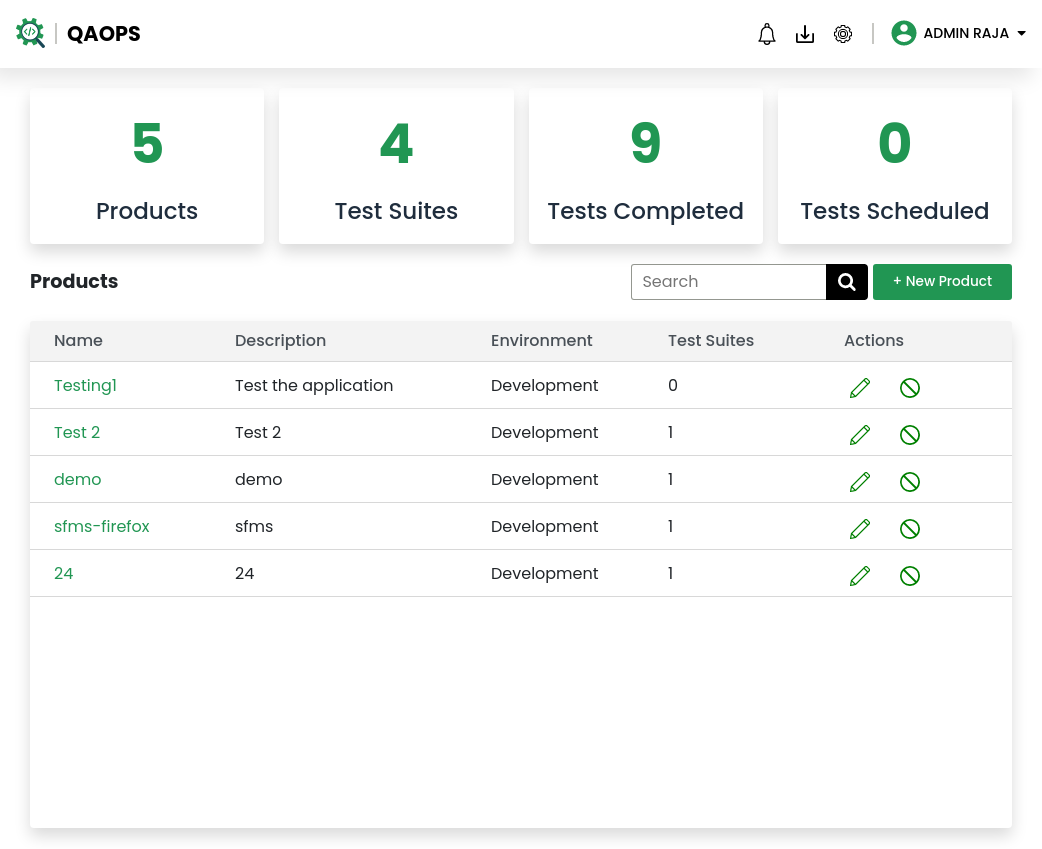 QAOPS
ADMIN RAJA
5
Products
4
Test Suites
9
Tests Completed
0
Tests Scheduled
Products
Search
+ New Product
Name Description Environment Test Suites Actions
Testing1 Test the application Development 0
Test 2 Test 2 Development 1
demo demo Development 1
sfms-firefox sfms Development 1
24 24 Development 1